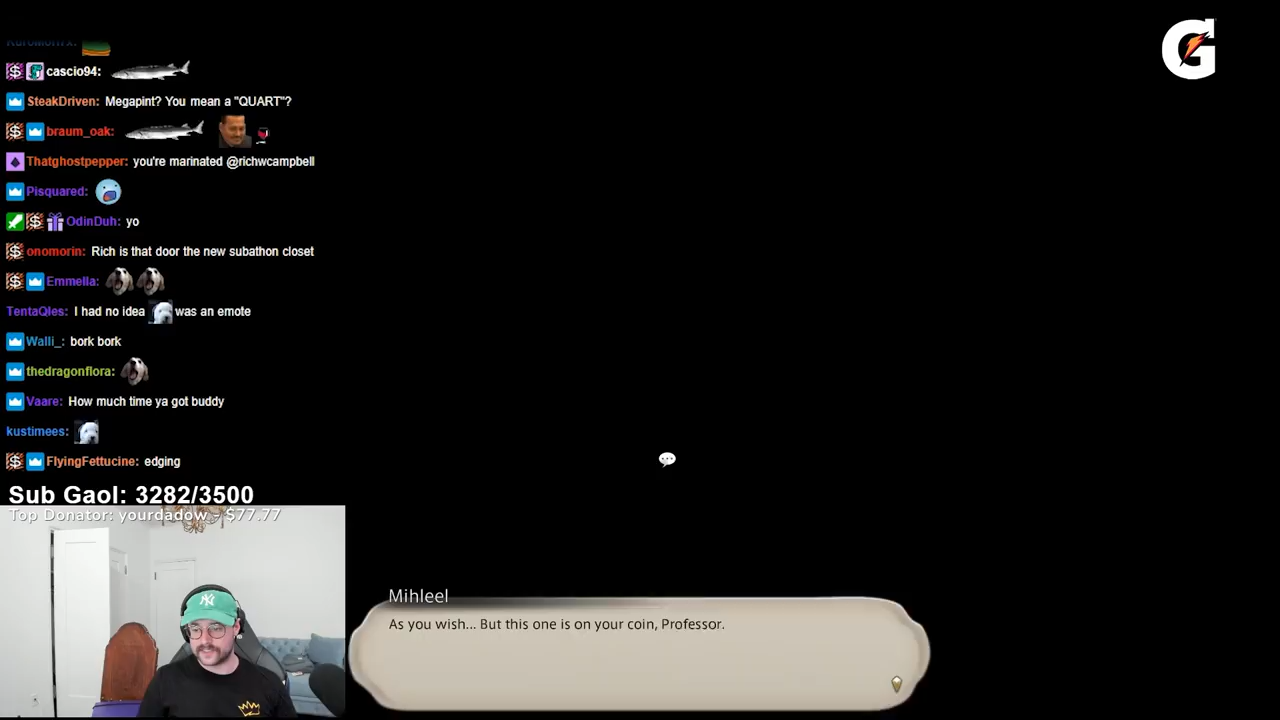 cascio94:
SteakDriven: Megapint? You mean a "QUART"?
braum_oak:
Thatghostpepper: you're marinated @richwcampbell
Pisquared:
OdinDuh: yo
onomorin: Rich is that door the new subathon closet
Emmella:
TentaQles: I had no idea was an emote
Walli_: bork bork
thedragonflora:
Vaare: How much time ya got buddy
kustimees:
FlyingFettucine: edging
Sub Gaol: 3282/3500
Top Donator: yourdadow - $77.77
Mihleel
As you wish... But this one is on your coin, Professor.
G